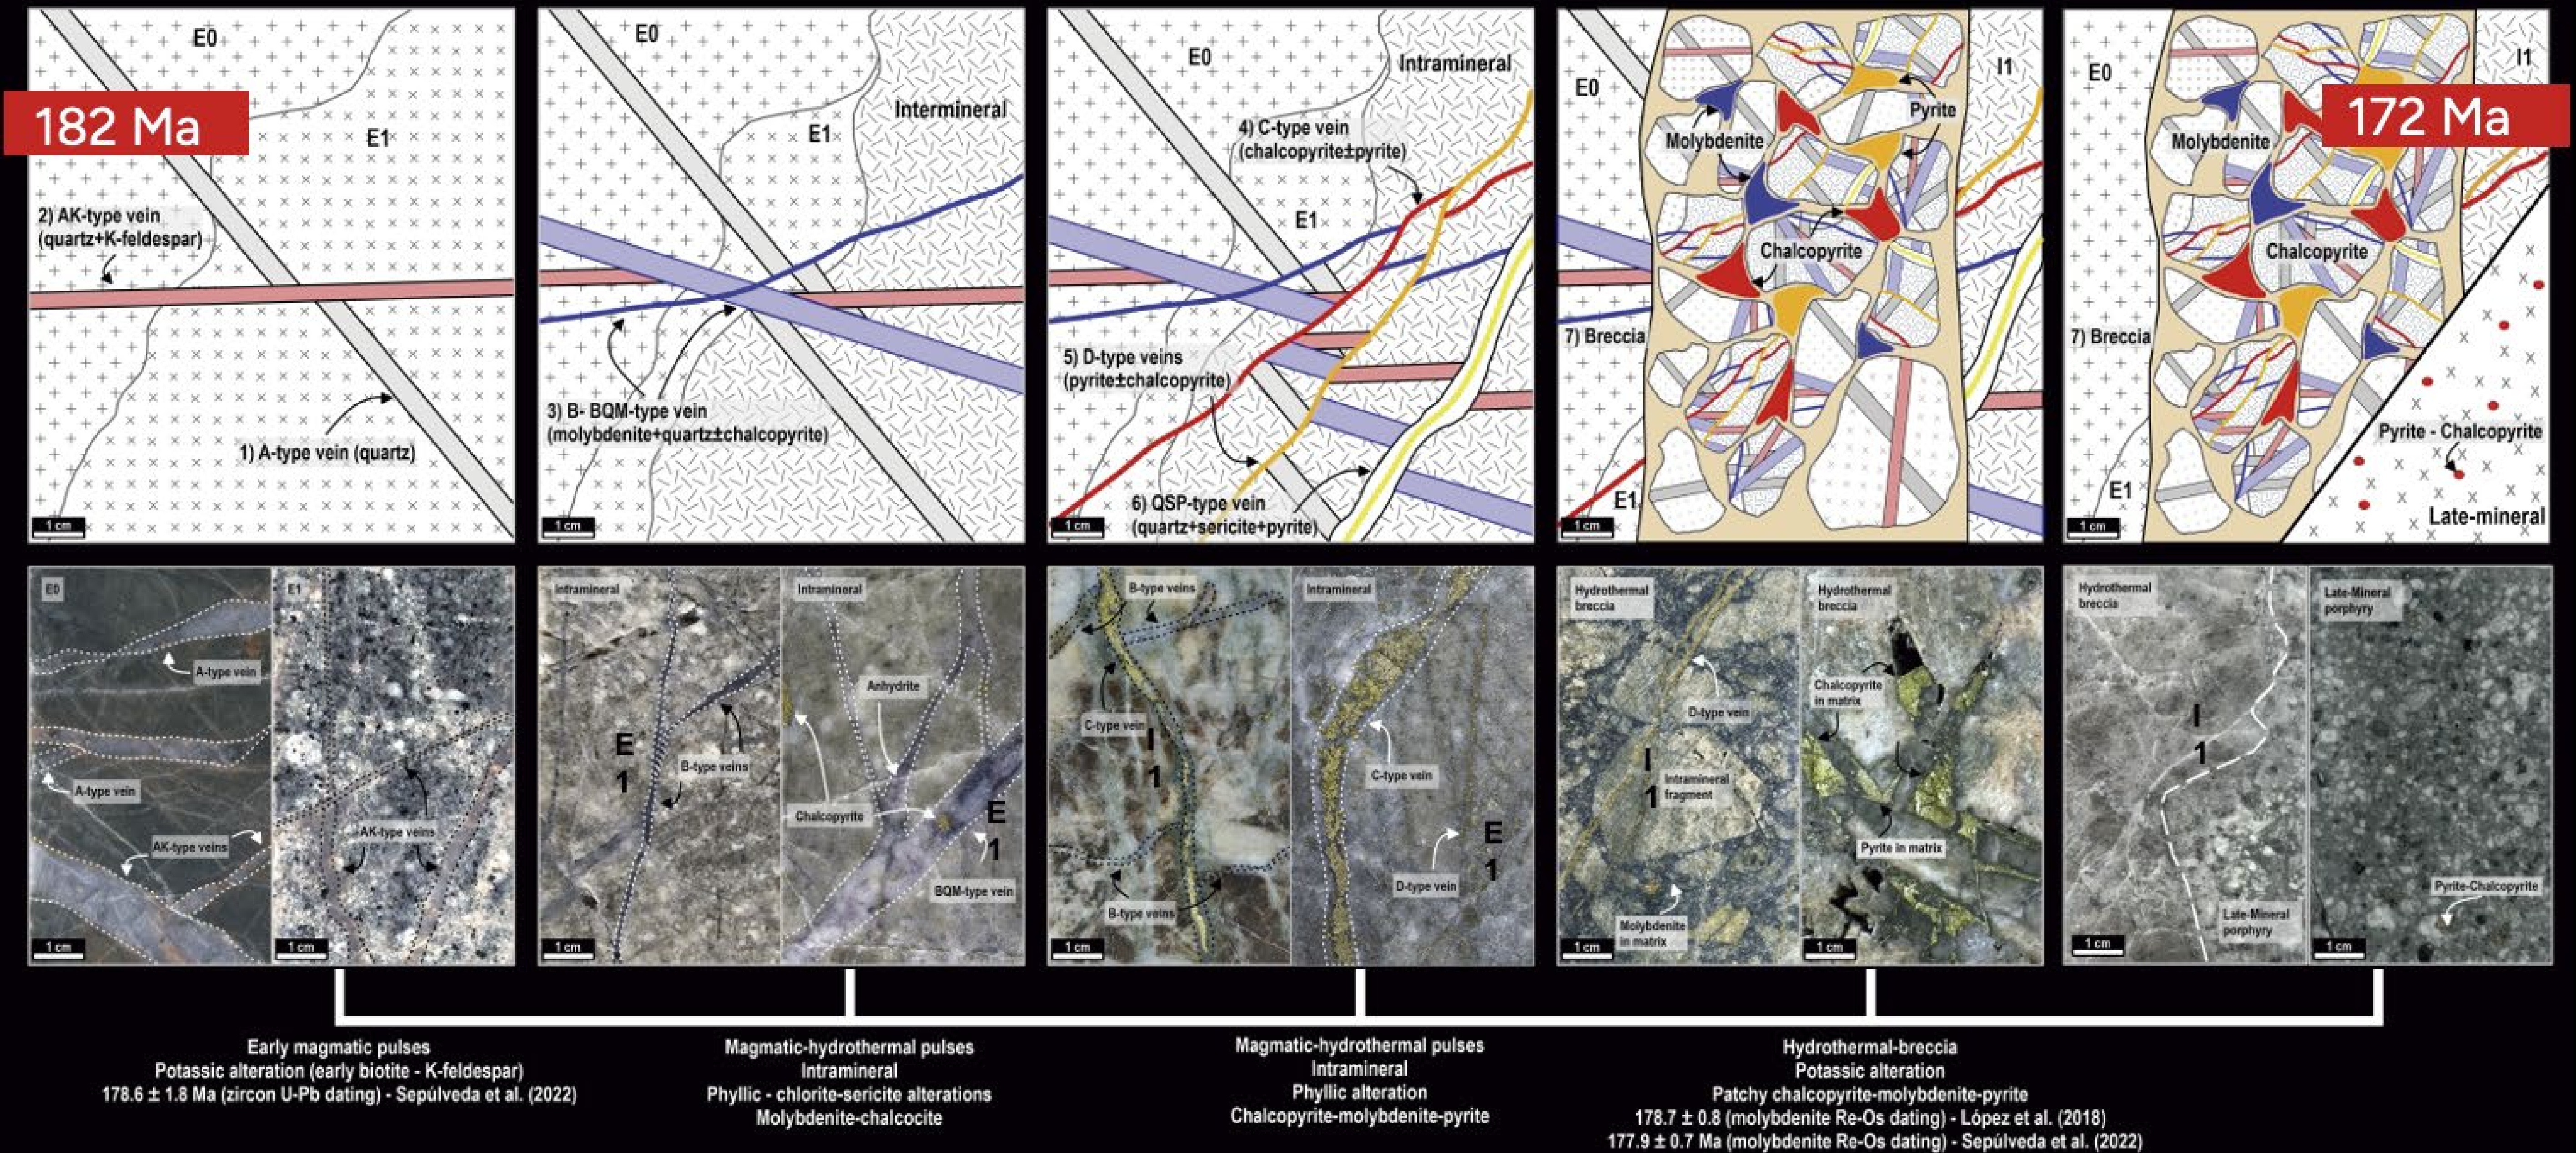 E0
E1
182 Ma
2) AK-type vein
(quartz+K-feldespar)
1) A-type vein (quartz)
1 cm
E0
E1
Intermineral
3) B- BQM-type vein
(molybdenite+quartz±chalcopyrite)
1 cm
E0
Intramineral
4) C-type vein
(chalcopyrite±pyrite)
E1
5) D-type veins
(pyrite±chalcopyrite)
6) QSP-type vein
(quartz+sericite+pyrite)
1 cm
E0
I1
Pyrite
Molybdenite
Chalcopyrite
7) Breccia
E1
1 cm
E0
I1
172 Ma
Molybdenite
Chalcopyrite
7) Breccia
Pyrite - Chalcopyrite
E1
Late-mineral
1 cm
E0
A-type vein
A-type vein
AK-type veins
1 cm
E1
AK-type veins
1 cm
Intramineral
E
1
B-type veins
1 cm
Intramineral
Anhydrite
Chalcopyrite
E
1
BQM-type vein
B-type veins
C-type vein
I
1
B-type veins
1 cm
Intramineral
C-type vein
E
1
D-type vein
Hydrothermal
breccia
D-type vein
I
1
Intramineral
fragment
Molybdenite
in matrix
1 cm
Hydrothermal
breccia
Chalcopyrite
in matrix
Pyrite in matrix
1 cm
Hydrothermal
breccia
I
1
Late-Mineral
porphyry
1 cm
Late-Mineral
porphyry
Pyrite-Chalcopyrite
1 cm
Early magmatic pulses
Potassic alteration (early biotite - K-feldespar)
178.6 ± 1.8 Ma (zircon U-Pb dating) - Sepúlveda et al. (2022)
Magmatic-hydrothermal pulses
Intramineral
Phyllic - chlorite-sericite alterations
Molybdenite-chalcocite
Magmatic-hydrothermal pulses
Intramineral
Phyllic alteration
Chalcopyrite-molybdenite-pyrite
Hydrothermal-breccia
Potassic alteration
Patchy chalcopyrite-molybdenite-pyrite
178.7 ± 0.8 (molybdenite Re-Os dating) - López et al. (2018)
177.9 ± 0.7 Ma (molybdenite Re-Os dating) - Sepúlveda et al. (2022)